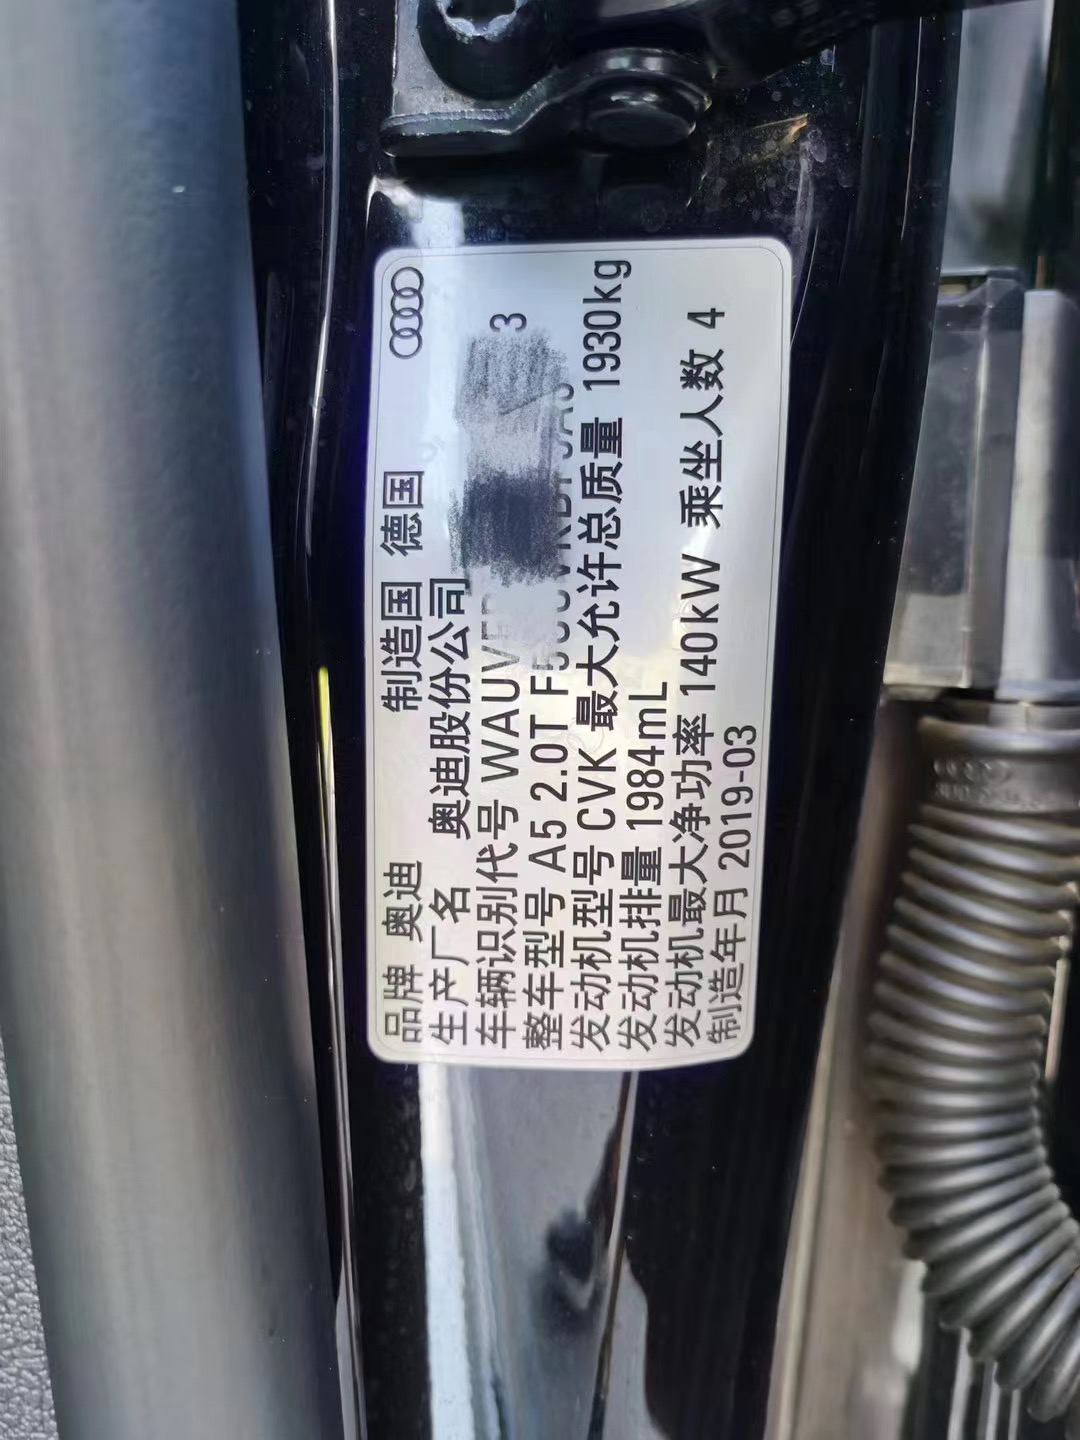 品牌 奥迪 制造国 德国
生产厂名 奥迪股份公司
车辆识别代号 WAUV 3
整车型号 A5 2.0T
发动机型号 CVK 最大允许总质量 1930kg
发动机排量 1984mL
发动机最大净功率 140kW 乘坐人数 4
制造年月 2019-03